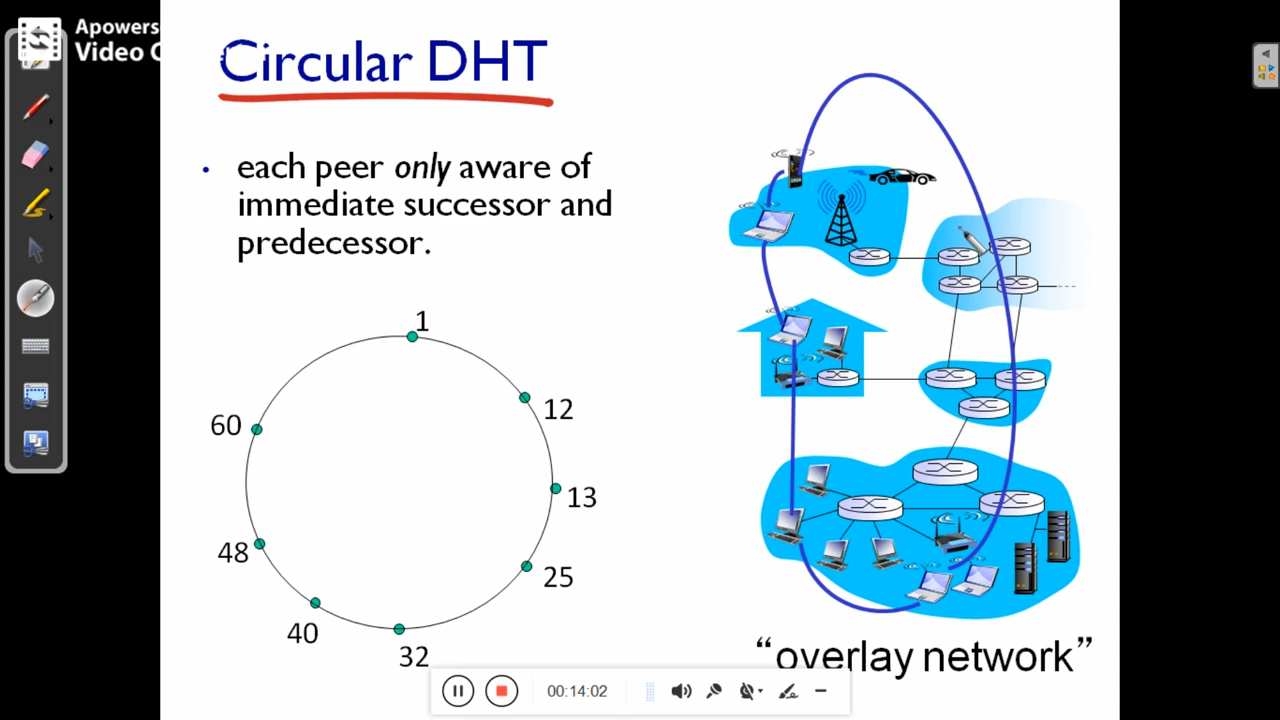 Apowers
Video C
Circular DHT
• each peer only aware of
immediate successor and
predecessor.
1
12
60
13
48
25
40
32
“overlay network”
00:14:02